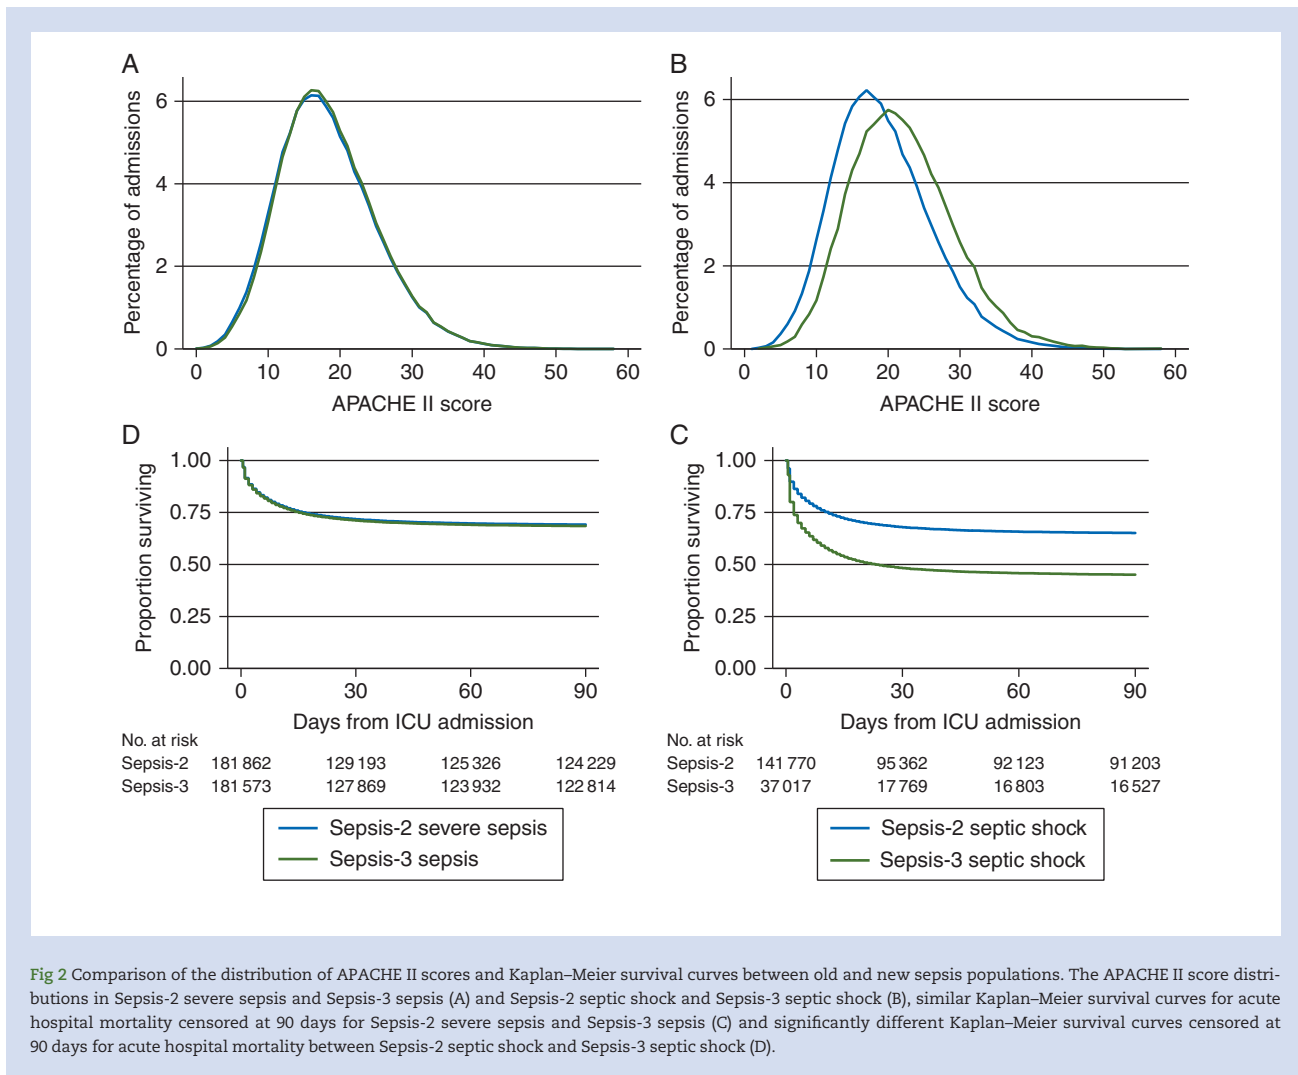 A
Percentage of admissions
6
4
2
0
0 10 20 30 40 50 60
APACHE II score
B
Percentage of admissions
6
4
2
0
0 10 20 30 40 50 60
APACHE II score
D
Proportion surviving
1.00
0.75
0.50
0.25
0.00
0 30 60 90
Days from ICU admission
No. at risk
Sepsis-2 181 862 129 193 125 326 124 229
Sepsis-3 181 573 127 869 123 932 122 814
Sepsis-2 severe sepsis
Sepsis-3 sepsis
C
Proportion surviving
1.00
0.75
0.50
0.25
0.00
0 30 60 90
Days from ICU admission
No. at risk
Sepsis-2 141 770 95 362 92 123 91 203
Sepsis-3 37 017 17 769 16 803 16 527
Sepsis-2 septic shock
Sepsis-3 septic shock
Fig 2 Comparison of the distribution of APACHE II scores and Kaplan–Meier survival curves between old and new sepsis populations. The APACHE II score distri-
butions in Sepsis-2 severe sepsis and Sepsis-3 sepsis (A) and Sepsis-2 septic shock and Sepsis-3 septic shock (B), similar Kaplan–Meier survival curves for acute
hospital mortality censored at 90 days for Sepsis-2 severe sepsis and Sepsis-3 sepsis (C) and significantly different Kaplan–Meier survival curves censored at
90 days for acute hospital mortality between Sepsis-2 septic shock and Sepsis-3 septic shock (D).